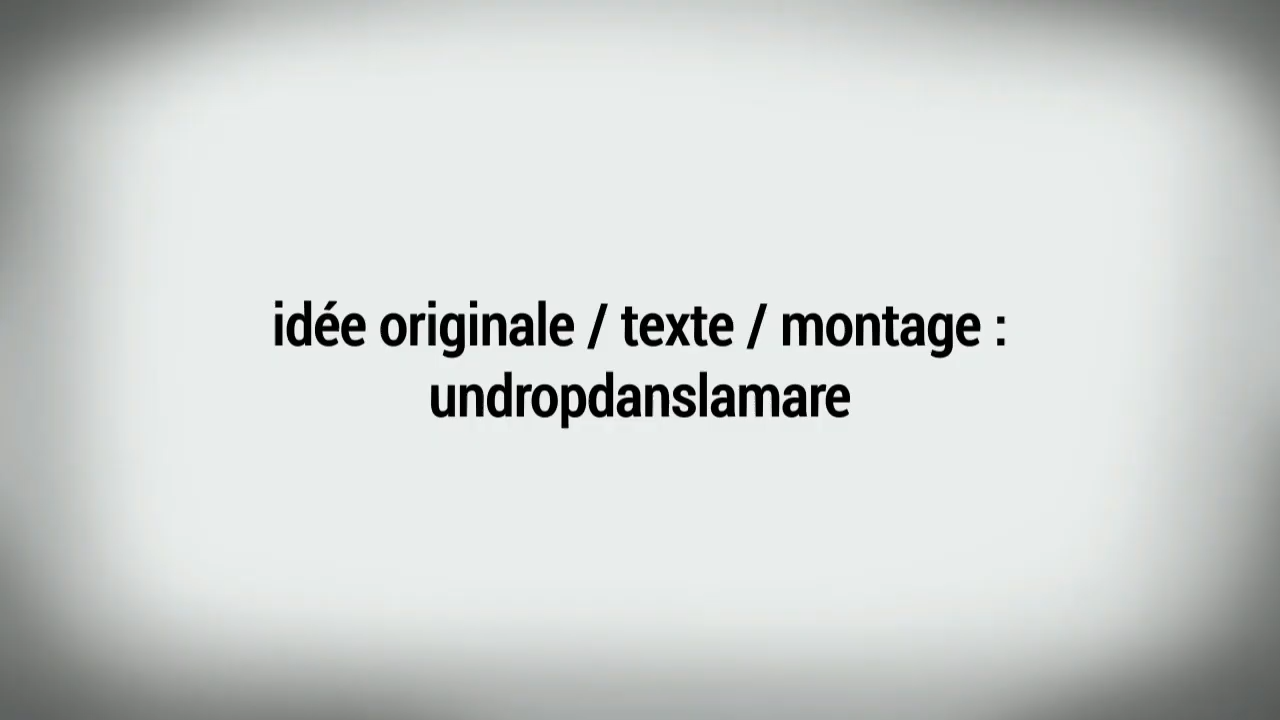 idée originale / texte / montage :
undropdanslamare